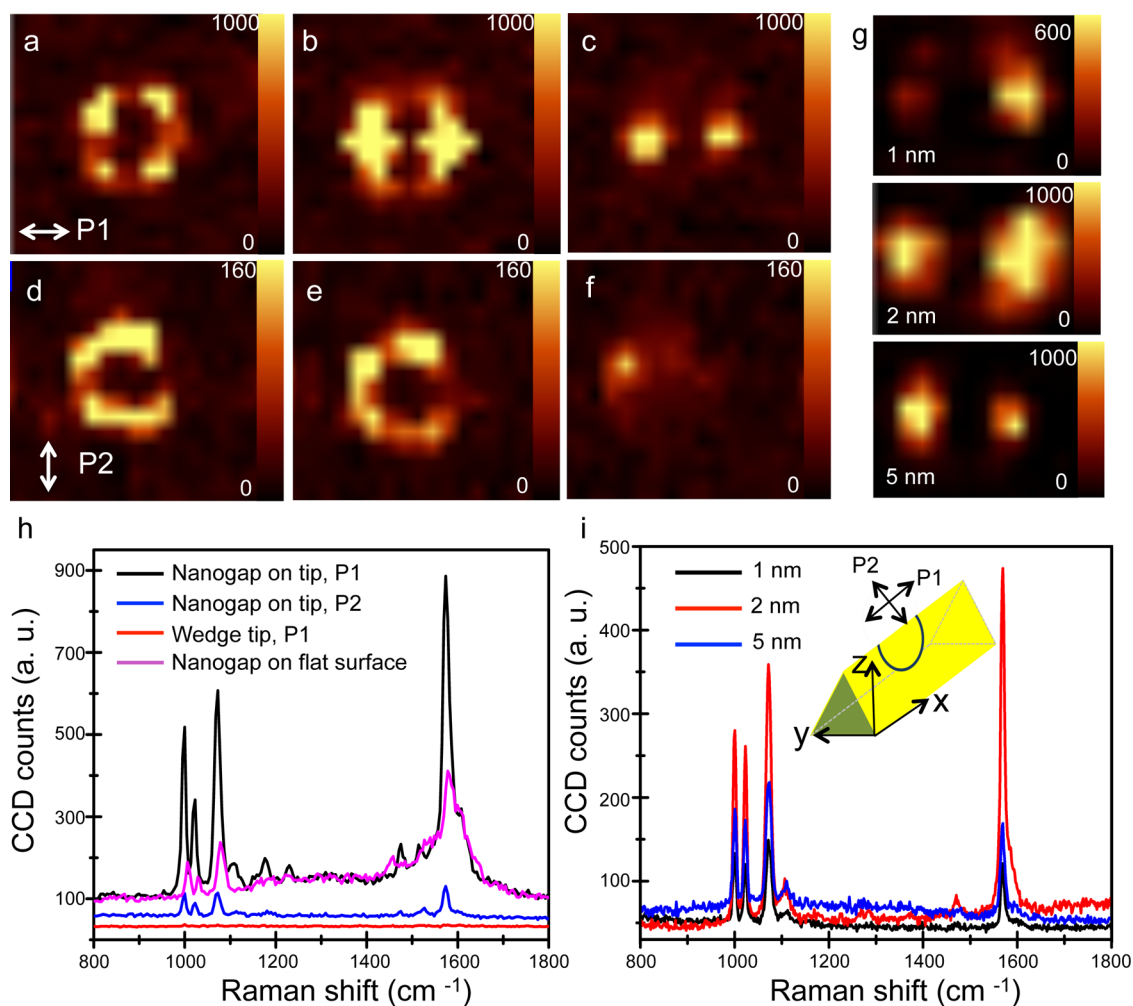 a
1000
P1
0
b
1000
0
c
1000
0
g
600
1 nm
0
1000
2 nm
0
1000
5 nm
0
d
160
P2
0
e
160
0
f
160
0
h
CCD counts (a. u.)
900
700
500
300
100
Nanogap on tip, P1
Nanogap on tip, P2
Wedge tip, P1
Nanogap on flat surface
800 1000 1200 1400 1600 1800
Raman shift (cm -1)
i
CCD counts (a. u.)
500
400
300
200
100
1 nm
2 nm
5 nm
P2
P1
z
x
y
800 1000 1200 1400 1600 1800
Raman shift (cm -1)